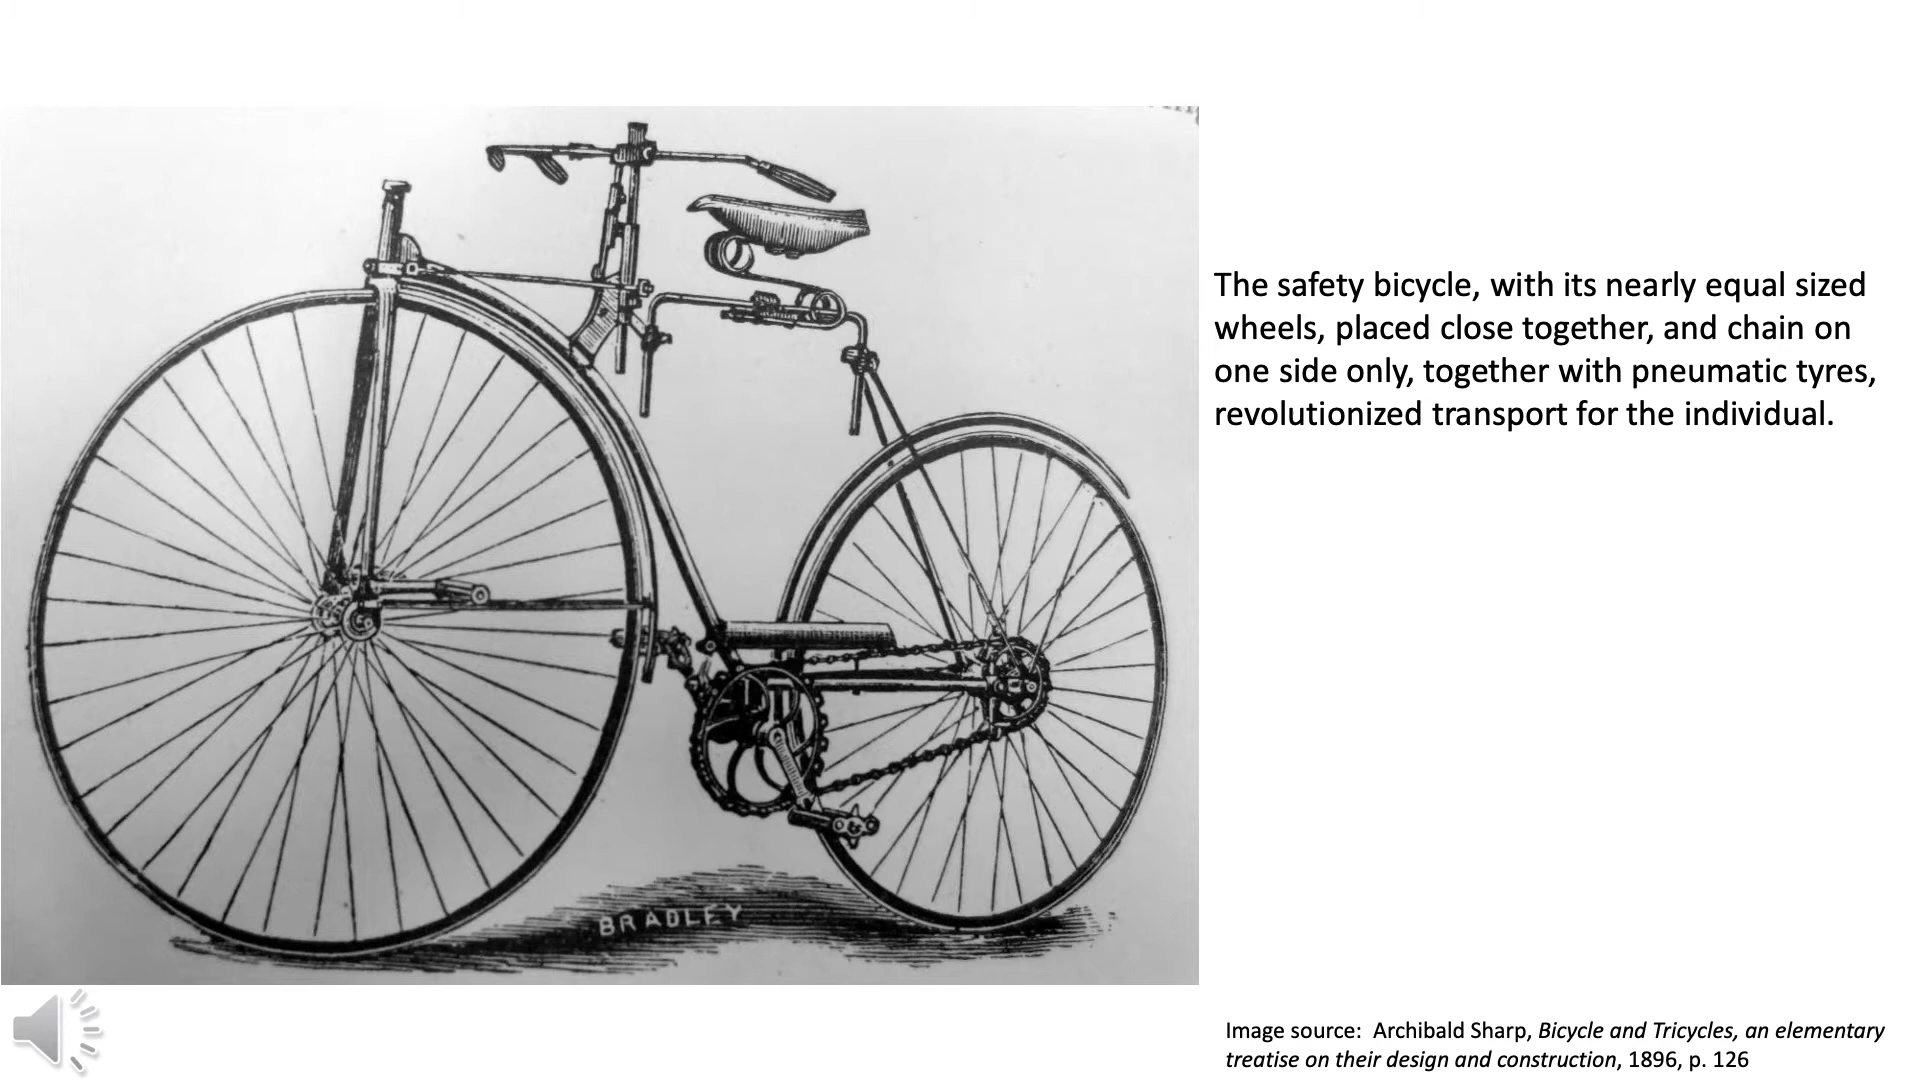 The safety bicycle, with its nearly equal sized
wheels, placed close together, and chain on
one side only, together with pneumatic tyres,
revolutionized transport for the individual.
BRADLEY
Image source:  Archibald Sharp, Bicycle and Tricycles, an elementary
treatise on their design and construction, 1896, p. 126